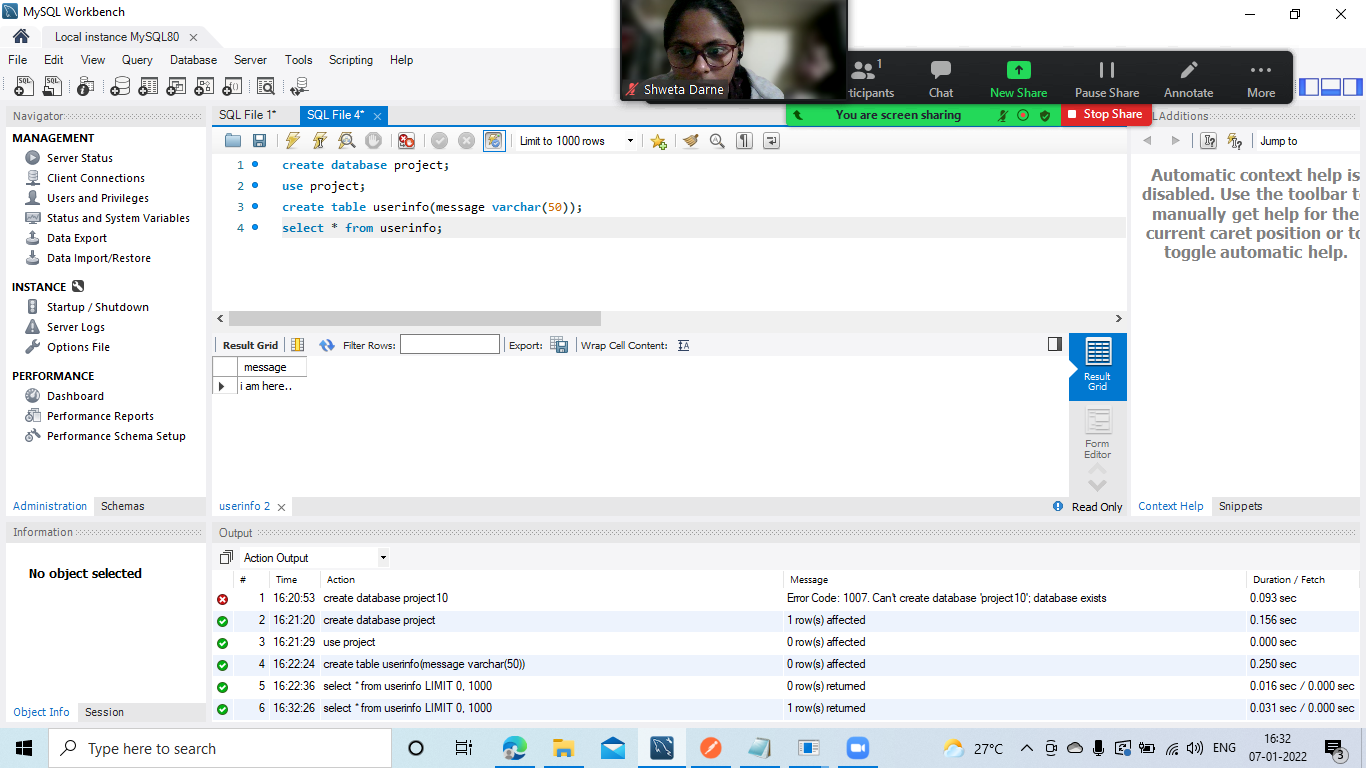 MySQL Workbench
Local instance MySQL80
File Edit View Query Database Server Tools Scripting Help
Shweta Darne
ticipants 1
Chat
New Share
Pause Share
Annotate
More
You are screen sharing
Stop Share
Navigator
MANAGEMENT
Server Status
Client Connections
Users and Privileges
Status and System Variables
Data Export
Data Import/Restore
INSTANCE
Startup / Shutdown
Server Logs
Options File
PERFORMANCE
Dashboard
Performance Reports
Performance Schema Setup
Administration Schemas
Information
No object selected
Object Info Session
SQL File 1* SQL File 4*
Limit to 1000 rows
1 create database project;
2 use project;
3 create table userinfo(message varchar(50));
4 select * from userinfo;
Result Grid Filter Rows: Export: Wrap Cell Content:
message
i am here..
Result
Grid
Form
Editor
userinfo 2
Read Only
LAdditions
Jump to
Automatic context help is
disabled. Use the toolbar t
manually get help for the
current caret position or to
toggle automatic help.
Context Help Snippets
Output
Action Output
# Time Action Message Duration / Fetch
1 16:20:53 create database project10 Error Code: 1007. Can't create database 'project10'; database exists 0.093 sec
2 16:21:20 create database project 1 row(s) affected 0.156 sec
3 16:21:29 use project 0 row(s) affected 0.000 sec
4 16:22:24 create table userinfo(message varchar(50)) 0 row(s) affected 0.250 sec
5 16:22:36 select * from userinfo LIMIT 0, 1000 0 row(s) returned 0.016 sec / 0.000 sec
6 16:32:26 select * from userinfo LIMIT 0, 1000 1 row(s) returned 0.031 sec / 0.000 sec
Type here to search
27°C
ENG
16:32
07-01-2022
3